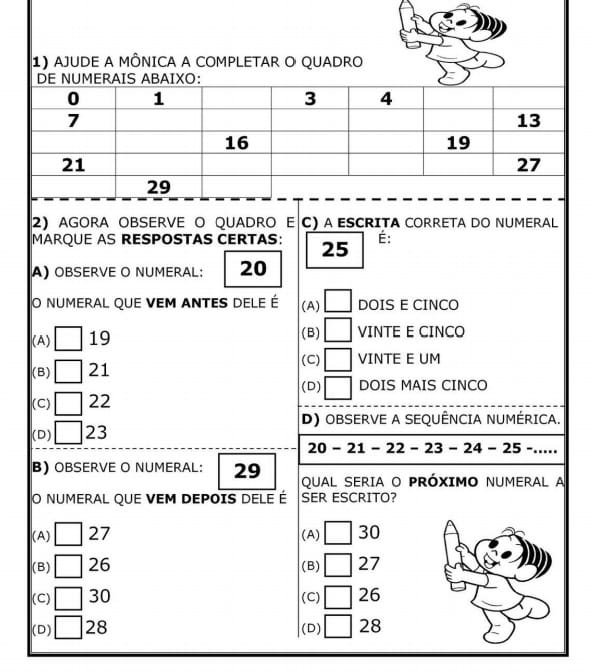 1) AJUDE A MÔNICA A COMPLETAR O QUADRO
DE NUMERAIS ABAIXO:
0 1 3 4
7 13
16 19
21 27
29
2) AGORA OBSERVE O QUADRO E
MARQUE AS RESPOSTAS CERTAS:
A) OBSERVE O NUMERAL: 20
O NUMERAL QUE VEM ANTES DELE É
(A) 19
(B) 21
(C) 22
(D) 23
B) OBSERVE O NUMERAL: 29
O NUMERAL QUE VEM DEPOIS DELE É
(A) 27
(B) 26
(C) 30
(D) 28
C) A ESCRITA CORRETA DO NUMERAL
25 É:
(A) DOIS E CINCO
(B) VINTE E CINCO
(C) VINTE E UM
(D) DOIS MAIS CINCO
D) OBSERVE A SEQUÊNCIA NUMÉRICA.
20 – 21 – 22 – 23 – 24 – 25 -.....
QUAL SERIA O PRÓXIMO NUMERAL A
SER ESCRITO?
(A) 30
(B) 27
(C) 26
(D) 28